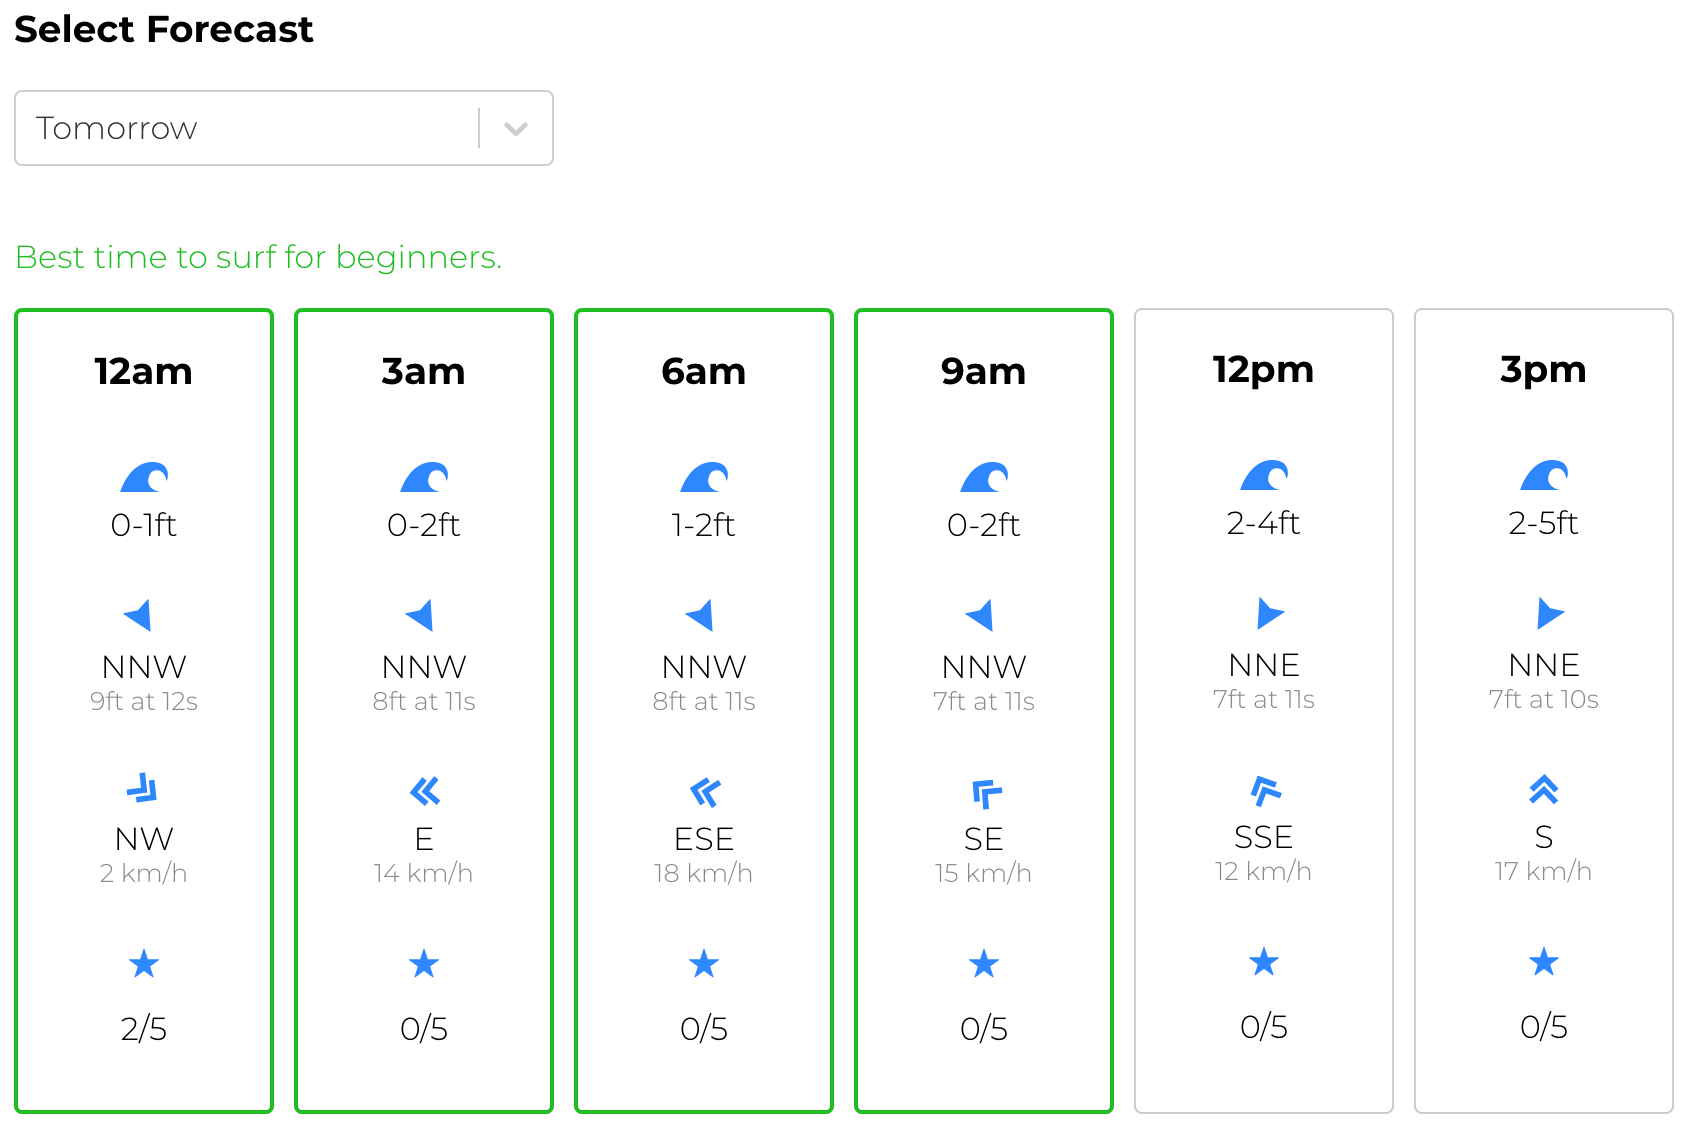 Select Forecast
Tomorrow
Best time to surf for beginners.
12am
0-1ft
NNW
9ft at 12s
NW
2 km/h
2/5
3am
0-2ft
NNW
8ft at 11s
E
14 km/h
0/5
6am
1-2ft
NNW
8ft at 11s
ESE
18 km/h
0/5
9am
0-2ft
NNW
7ft at 11s
SE
15 km/h
0/5
12pm
2-4ft
NNE
7ft at 11s
SSE
12 km/h
0/5
3pm
2-5ft
NNE
7ft at 10s
S
17 km/h
0/5